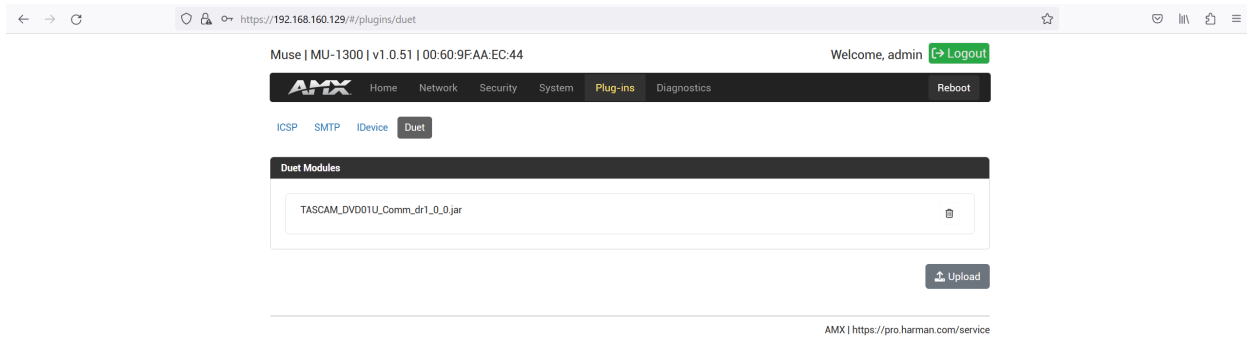 https://192.168.160.129/#/plugins/duet
Muse | MU-1300 | v1.0.51 | 00:60:9F:AA:EC:44
Welcome, admin Logout
AMX Home Network Security System Plug-ins Diagnostics Reboot
ICSP SMTP IDevice Duet
Duet Modules
TASCAM_DVD01U_Comm_dr1_0_0.jar
Upload
AMX | https://pro.harman.com/service